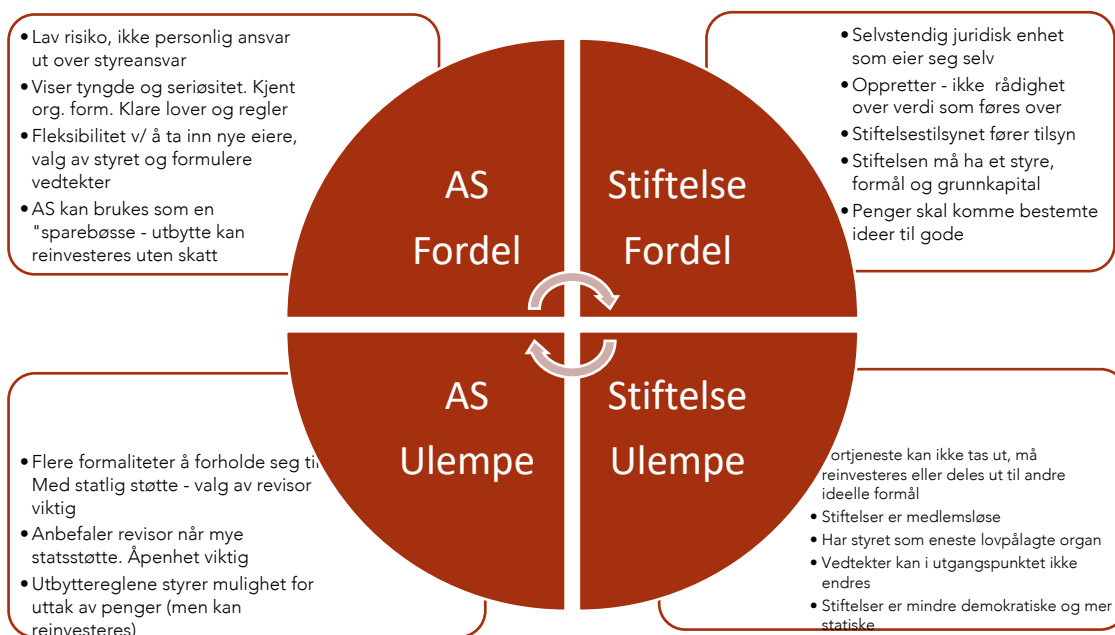 • Lav risiko, ikke personlig ansvar
ut over styreansvar
• Viser tyngde og seriøsitet. Kjent
org. form. Klare lover og regler
• Fleksibilitet v/ å ta inn nye eiere,
valg av styret og formulere
vedtekter
• AS kan brukes som en
"sparebøsse - utbytte kan
reinvesteres uten skatt
AS
Fordel
Stiftelse
Fordel
• Selvstendig juridisk enhet
som eier seg selv
• Oppretter - ikke rådighet
over verdi som føres over
• Stiftelsestilsynet fører tilsyn
• Stiftelsen må ha et styre,
formål og grunnkapital
• Penger skal komme bestemte
ideer til gode
• Flere formaliteter å forholde seg ti
Med statlig støtte - valg av revisor
viktig
• Anbefaler revisor når mye
statsstøtte. Åpenhet viktig
• Utbyttereglene styrer mulighet for
uttak av penger (men kan
reinvesteres)
AS
Ulempe
Stiftelse
Ulempe
ortjeneste kan ikke tas ut, må
reinvesteres eller deles ut til andre
ideelle formål
• Stiftelser er medlemsløse
• Har styret som eneste lovpålagte organ
• Vedtekter kan i utgangspunktet ikke
endres
• Stiftelser er mindre demokratiske og mer
statiske